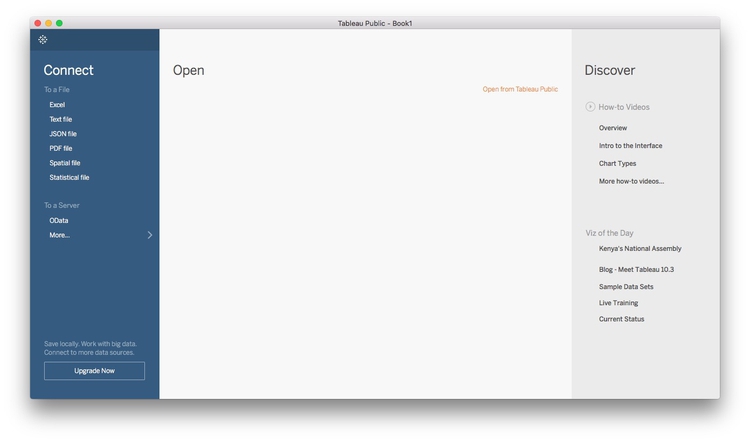 Tableau Public - Book1
Connect
To a File
Excel
Text file
JSON file
PDF file
Spatial file
Statistical file
To a Server
OData
More...
Save locally. Work with big data.
Connect to more data sources.
Upgrade Now
Open
Open from Tableau Public
Discover
How-to Videos
Overview
Intro to the Interface
Chart Types
More how-to videos...
Viz of the Day
Kenya's National Assembly
Blog - Meet Tableau 10.3
Sample Data Sets
Live Training
Current Status